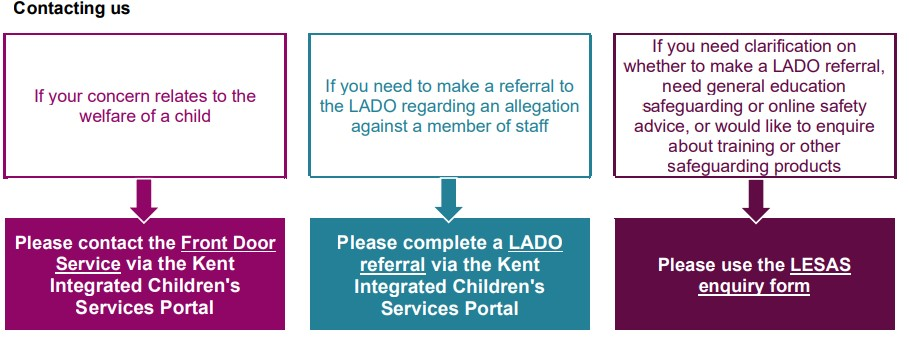 Contacting us
If your concern relates to the
welfare of a child
Please contact the Front Door
Service via the Kent
Integrated Children's
Services Portal
If you need to make a referral to
the LADO regarding an allegation
against a member of staff
Please complete a LADO
referral via the Kent
Integrated Children's
Services Portal
If you need clarification on
whether to make a LADO referral,
need general education
safeguarding or online safety
advice, or would like to enquire
about training or other
safeguarding products
Please use the LESAS
enquiry form